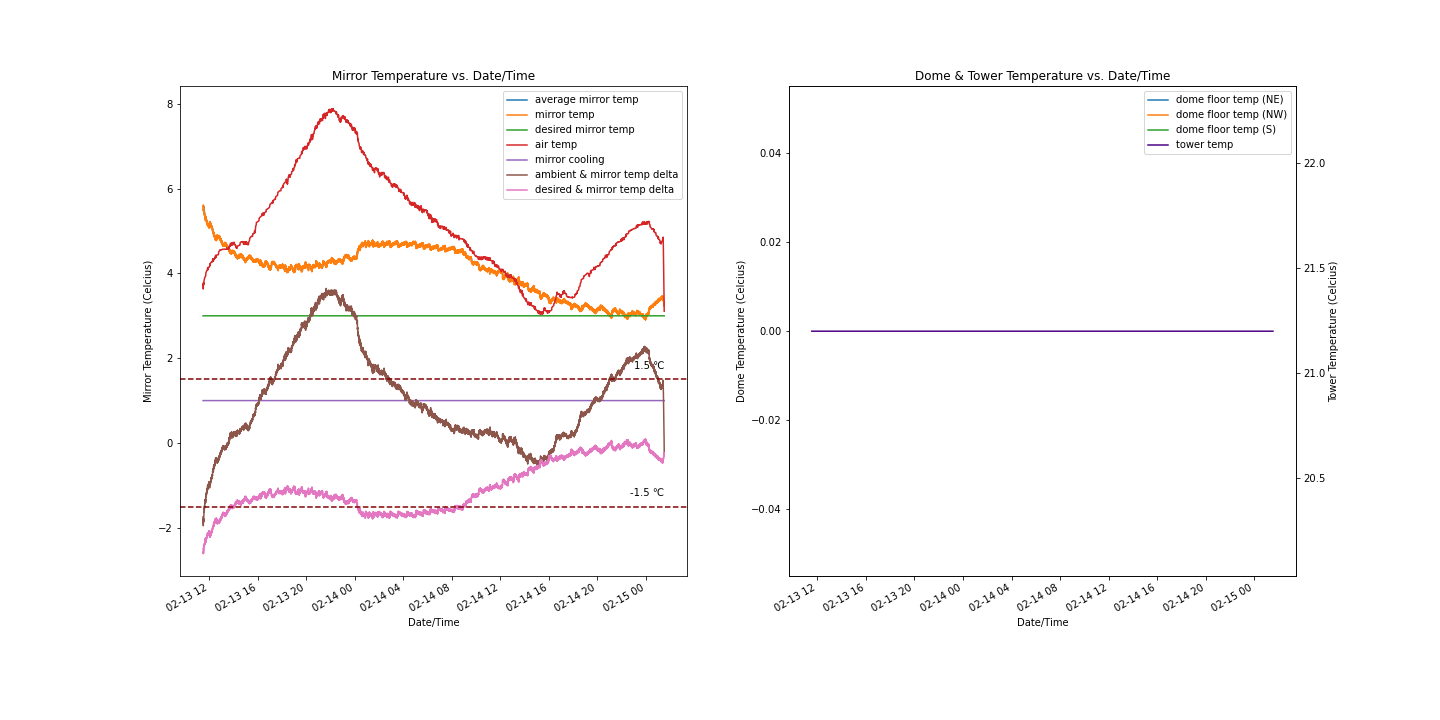 Mirror Temperature vs. Date/Time
Mirror Temperature (Celcius)
8
6
4
2
0
−2
average mirror temp
mirror temp
desired mirror temp
air temp
mirror cooling
ambient & mirror temp delta
desired & mirror temp delta
1.5 °C
-1.5 °C
02-13 12
02-13 16
02-13 20
02-14 00
02-14 04
02-14 08
02-14 12
02-14 16
02-14 20
02-15 00
Date/Time
Dome & Tower Temperature vs. Date/Time
Dome Temperature (Celcius)
0.04
0.02
0.00
−0.02
−0.04
dome floor temp (NE)
dome floor temp (NW)
dome floor temp (S)
tower temp
22.0
21.5
21.0
20.5
Tower Temperature (Celcius)
02-13 12
02-13 16
02-13 20
02-14 00
02-14 04
02-14 08
02-14 12
02-14 16
02-14 20
02-15 00
Date/Time